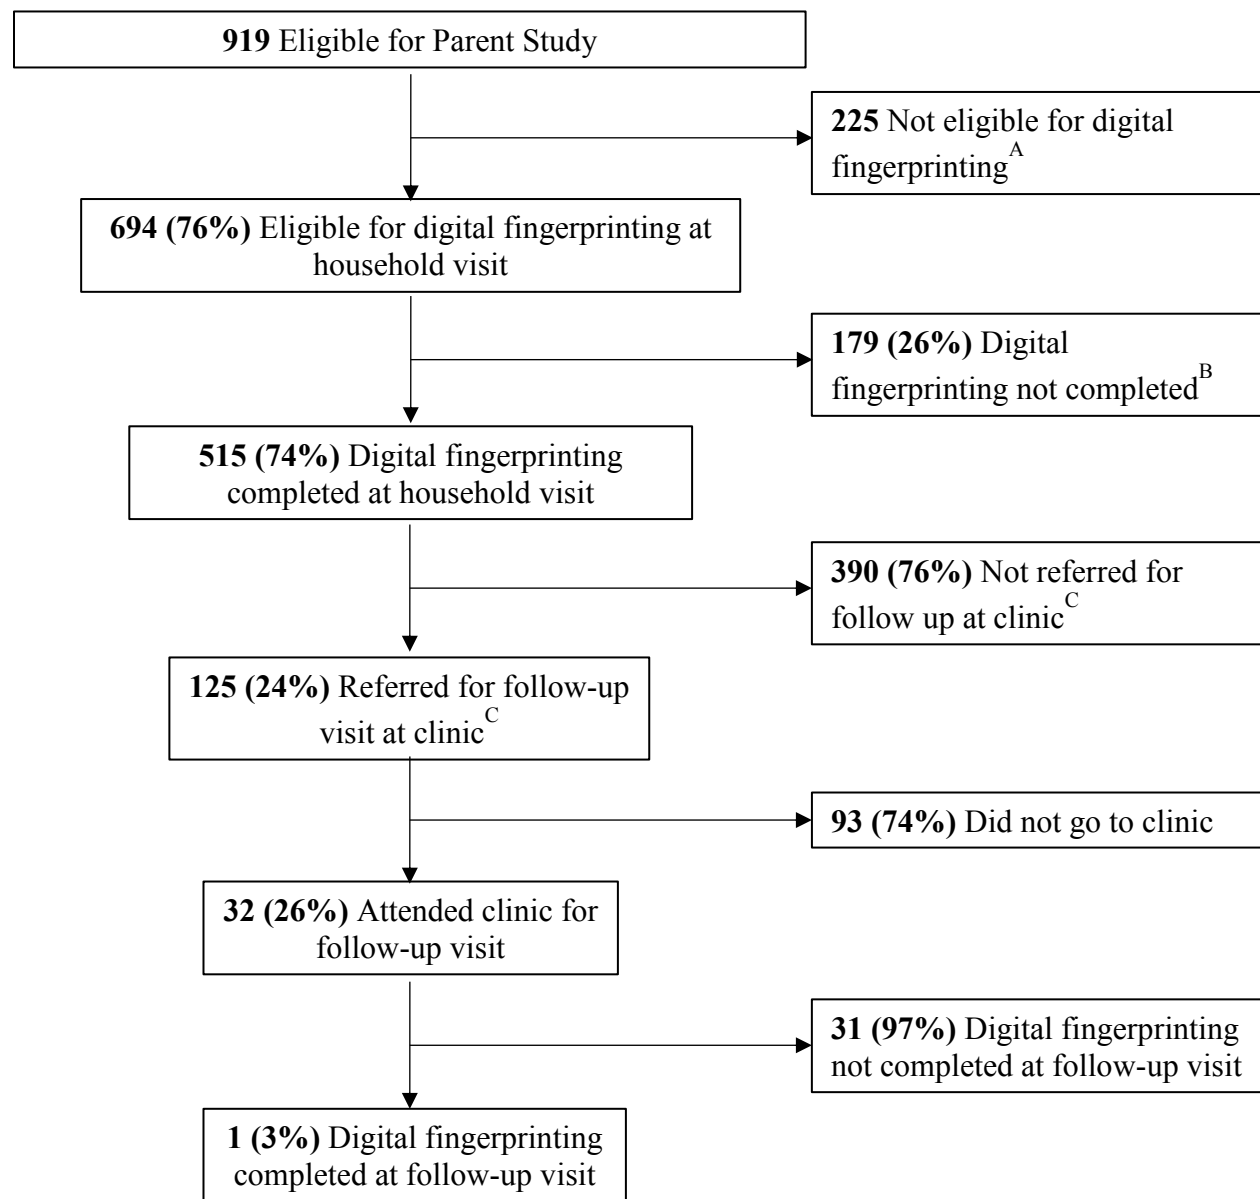 919 Eligible for Parent Study
225 Not eligible for digital
fingerprintingA
694 (76%) Eligible for digital fingerprinting at
household visit
179 (26%) Digital
fingerprinting not completedB
515 (74%) Digital fingerprinting
completed at household visit
390 (76%) Not referred for
follow up at clinicC
125 (24%) Referred for follow-up
visit at clinicC
93 (74%) Did not go to clinic
32 (26%) Attended clinic for
follow-up visit
31 (97%) Digital fingerprinting
not completed at follow-up visit
1 (3%) Digital fingerprinting
completed at follow-up visit